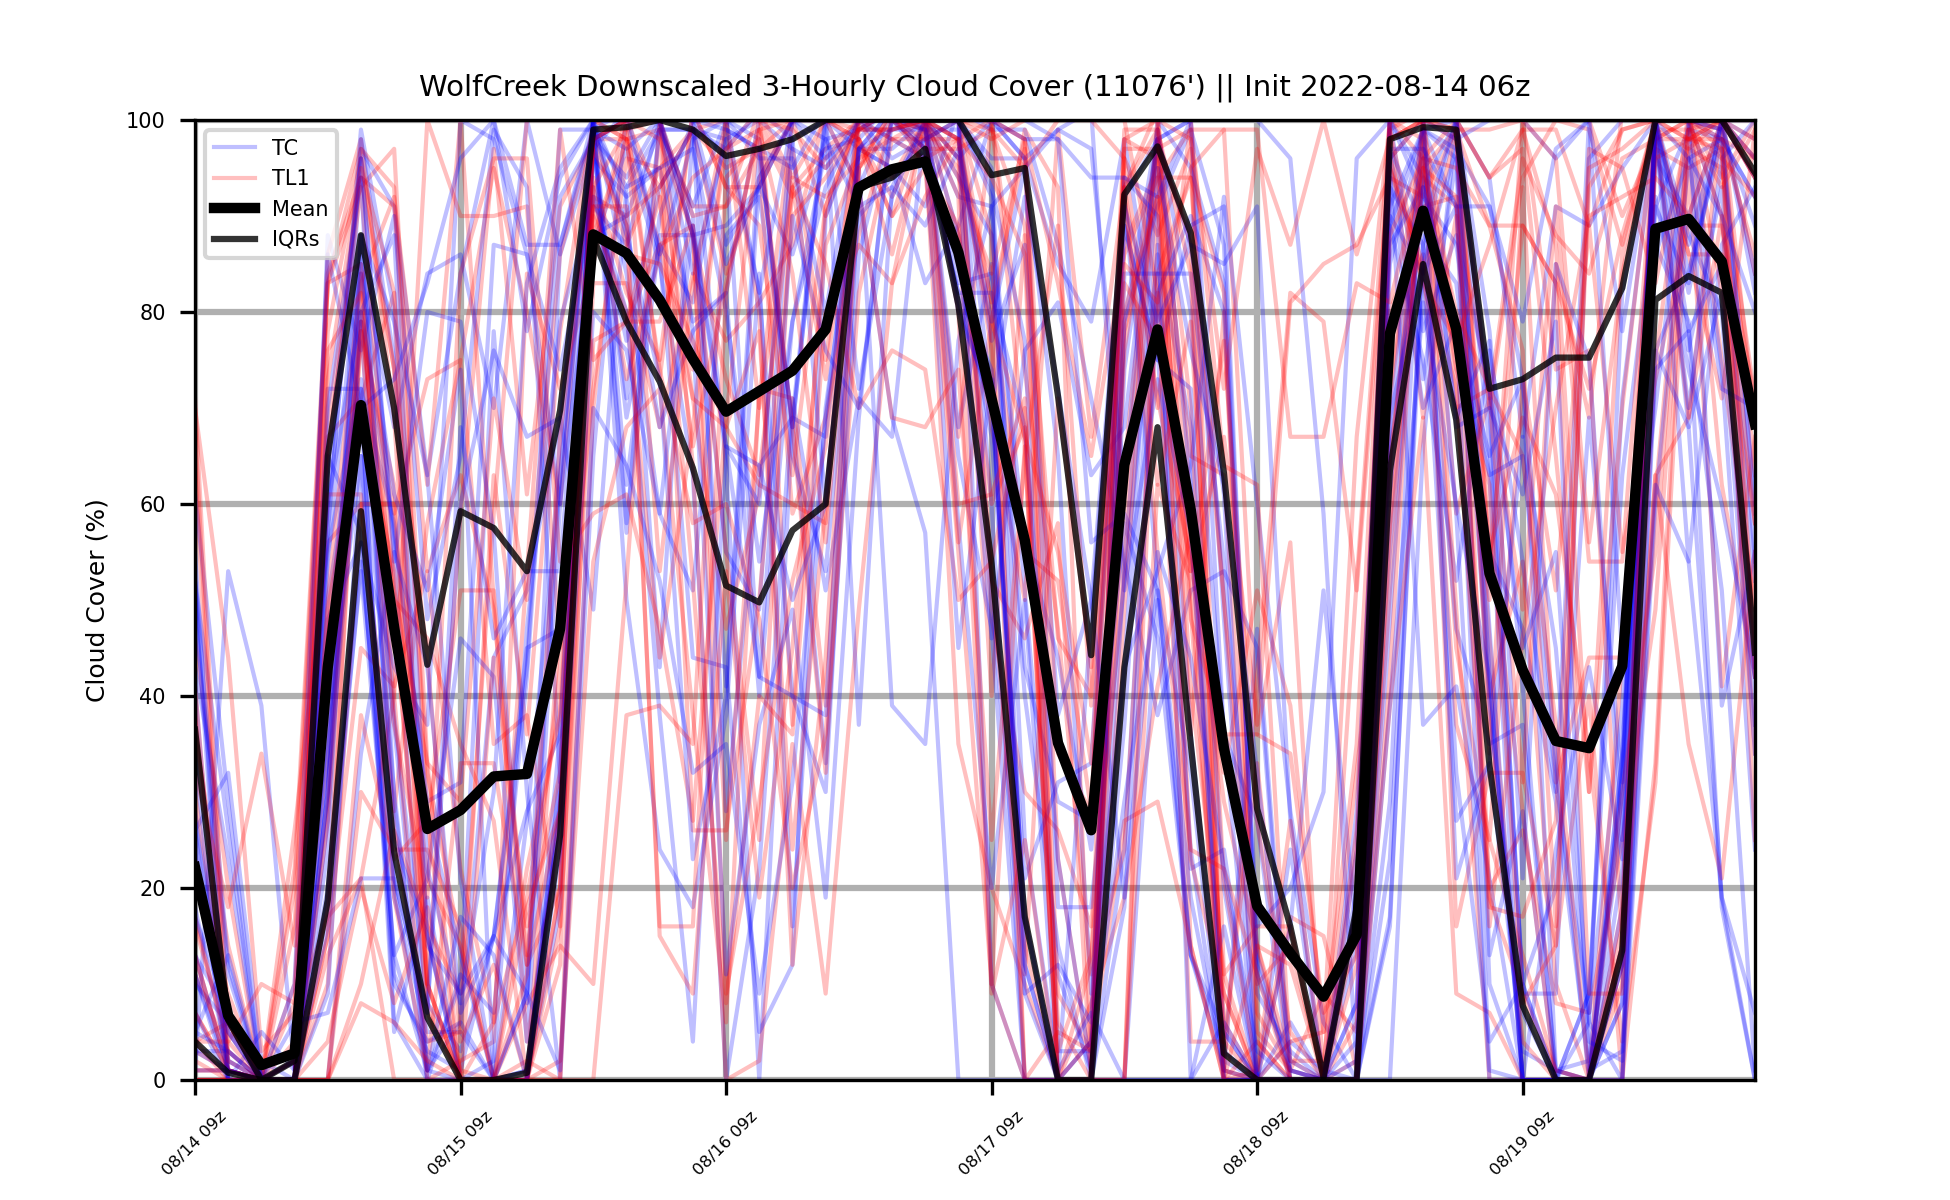 WolfCreek Downscaled 3-Hourly Cloud Cover (11076') || Init 2022-08-14 06z
Cloud Cover (%)
100
80
60
40
20
0
TC
TL1
Mean
IQRs
08/14 09z
08/15 09z
08/16 09z
08/17 09z
08/18 09z
08/19 09z